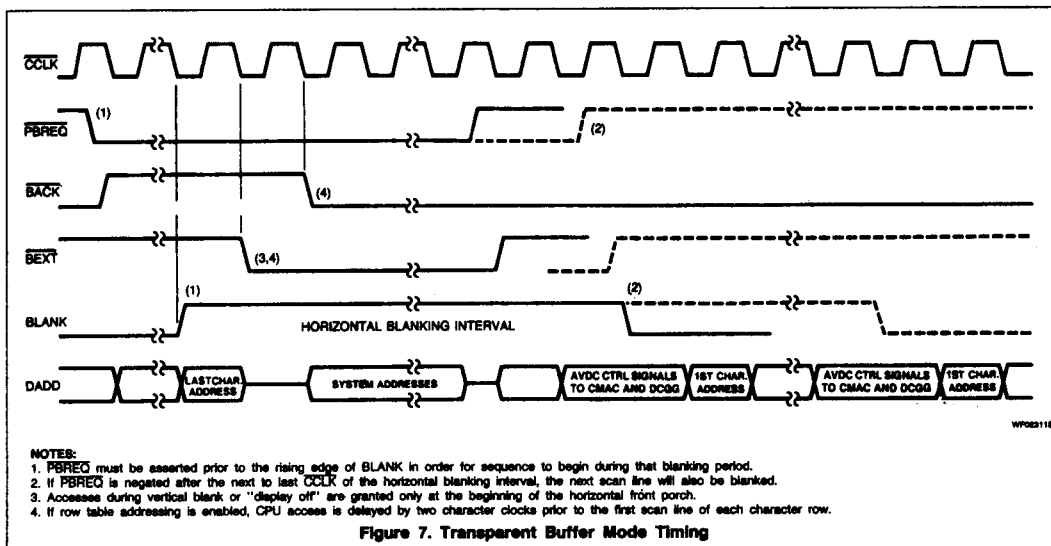 CCLK
PBREQ
(1)
(2)
BACK
(4)
BEXT
(3,4)
(1)
(2)
BLANK
HORIZONTAL BLANKING INTERVAL
DADD
LAST CHAR.
ADDRESS
SYSTEM ADDRESSES
AVDC CTRL SIGNALS
TO CMAC AND DCGG
1ST CHAR.
ADDRESS
AVDC CTRL SIGNALS
TO CMAC AND DCGG
1ST CHAR.
ADDRESS
NOTES:
1. PBREQ must be asserted prior to the rising edge of BLANK in order for sequence to begin during that blanking period.
2. If PBREQ is negated after the next to last CCLK of the horizontal blanking interval, the next scan line will also be blanked.
3. Accesses during vertical blank or "display off" are granted only at the beginning of the horizontal front porch.
4. If row table addressing is enabled, CPU access is delayed by two character clocks prior to the first scan line of each character row.
Figure 7. Transparent Buffer Mode Timing